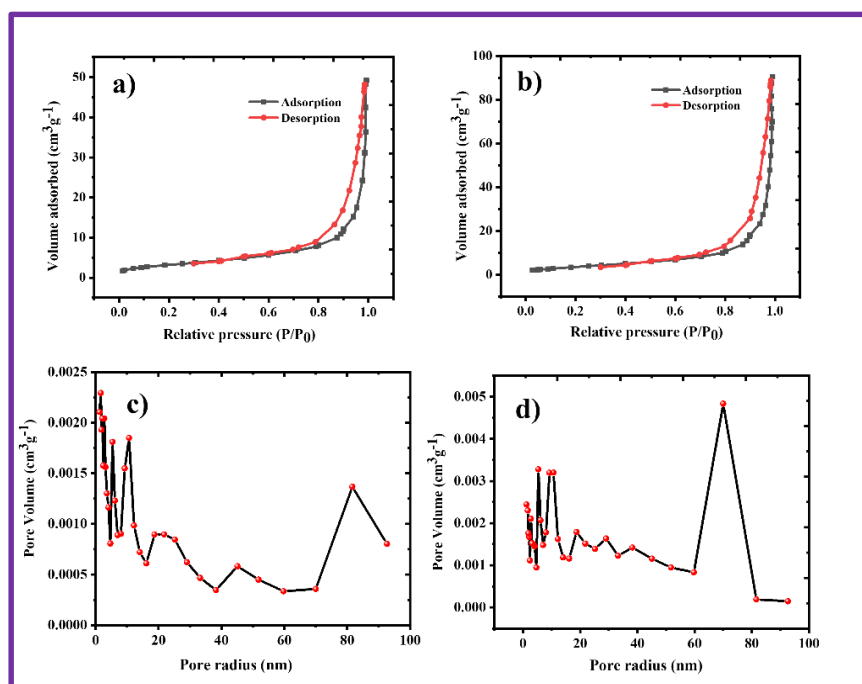 a)
Adsorption
Desorption
Volume adsorbed (cm³g⁻¹)
50
40
30
20
10
0
0.0 0.2 0.4 0.6 0.8 1.0
Relative pressure (P/P₀)
b)
Adsorption
Desorption
Volume adsorbed (cm³g⁻¹)
100
80
60
40
20
0
0.0 0.2 0.4 0.6 0.8 1.0
Relative pressure (P/P₀)
c)
Pore Volume (cm³g⁻¹)
0.0025
0.0020
0.0015
0.0010
0.0005
0.0000
0 20 40 60 80 100
Pore radius (nm)
d)
Pore Volume (cm³g⁻¹)
0.005
0.004
0.003
0.002
0.001
0.000
0 20 40 60 80 100
Pore radius (nm)